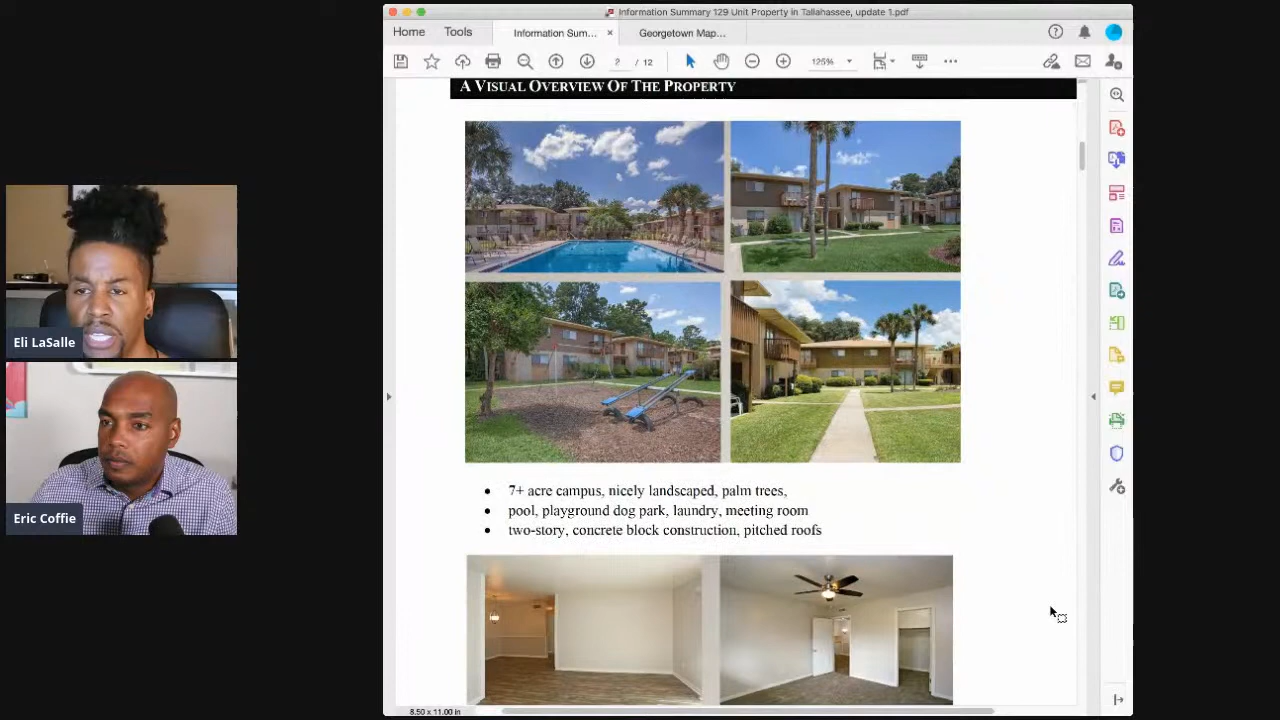 Information Summary 129 Unit Property in Tallahassee, update 1.pdf
Home
Tools
Information Sum...
Georgetown Map...
2 / 12
125%
A VISUAL OVERVIEW OF THE PROPERTY
• 7+ acre campus, nicely landscaped, palm trees,
• pool, playground dog park, laundry, meeting room
• two-story, concrete block construction, pitched roofs
8.50 x 11.00 in
Eli LaSalle
Eric Coffie